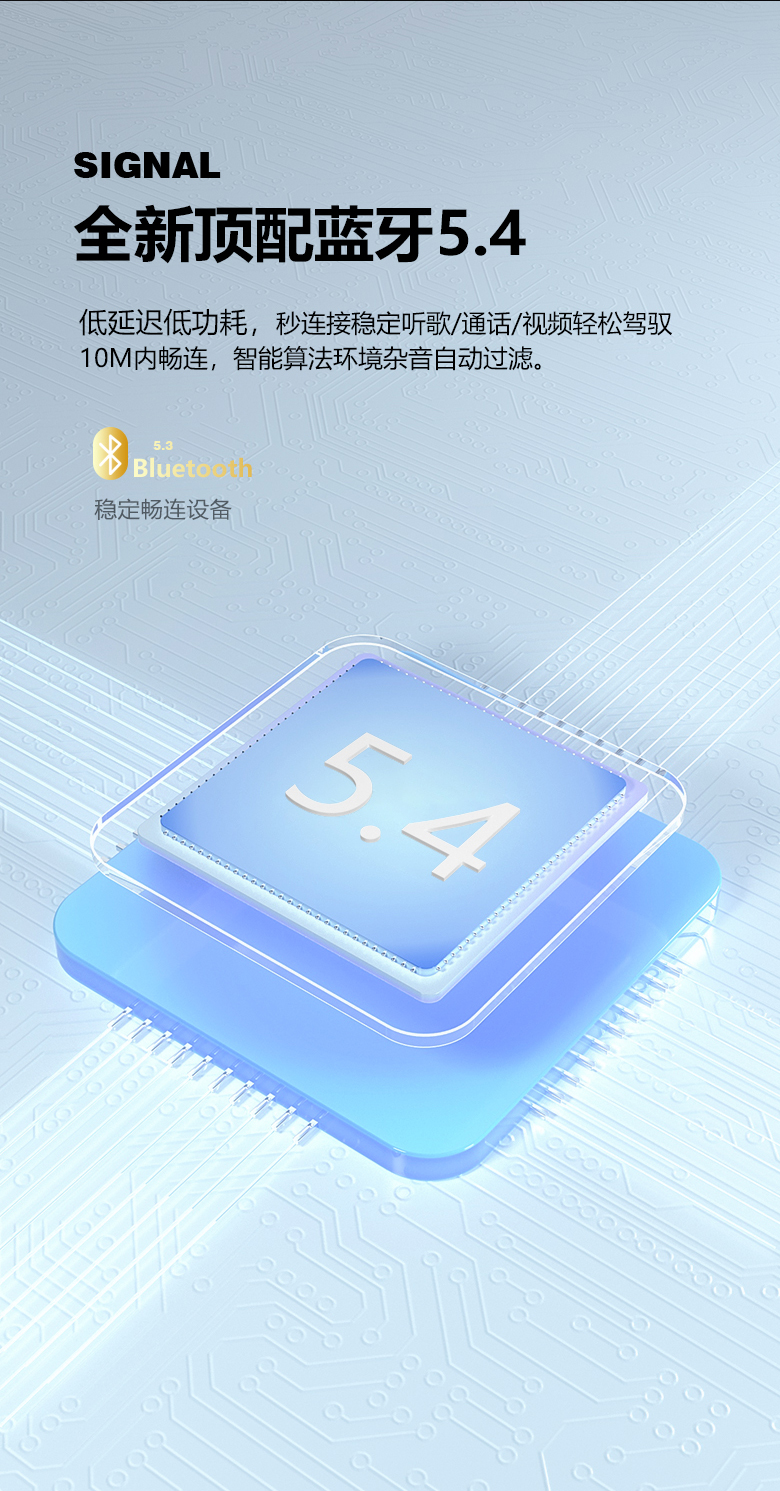 SIGNAL
全新顶配蓝牙5.4
低延迟低功耗，秒连接稳定听歌/通话/视频轻松驾驭
10M内畅连，智能算法环境杂音自动过滤。
5.3
Bluetooth
稳定畅连设备
5.4